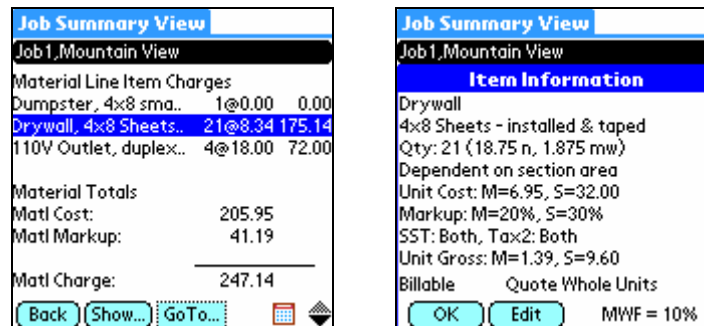 Job Summary View
Job1,Mountain View
Material Line Item Charges
Dumpster, 4x8 sma.. 1@0.00 0.00
Drywall, 4x8 Sheets.. 21@8.34 175.14
110V Outlet, duplex.. 4@18.00 72.00
Material Totals
Matl Cost: 205.95
Matl Markup: 41.19
Matl Charge: 247.14
Back Show... GoTo...
Job Summary View
Job1,Mountain View
Item Information
Drywall
4x8 Sheets - installed & taped
Qty: 21 (18.75 n, 1.875 mw)
Dependent on section area
Unit Cost: M=6.95, S=32.00
Markup: M=20%, S=30%
SST: Both, Tax2: Both
Unit Gross: M=1.39, S=9.60
Billable Quote Whole Units
OK Edit MWF = 10%